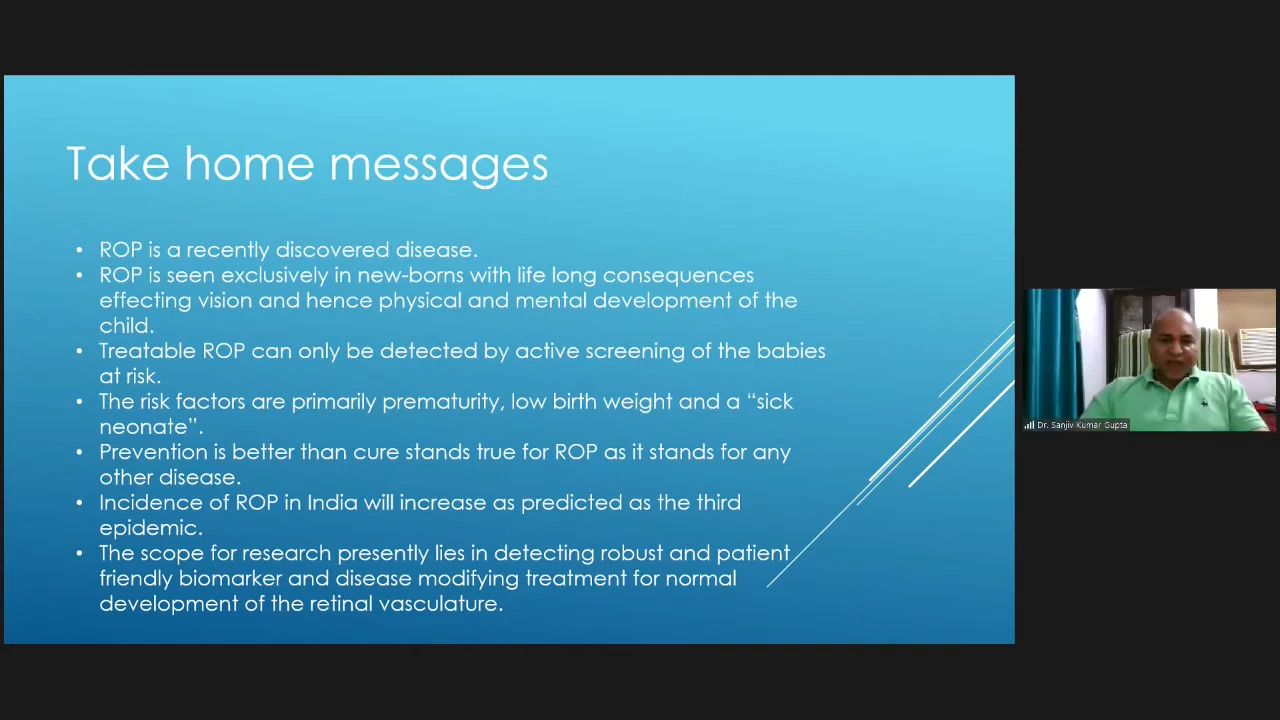 Take home messages
• ROP is a recently discovered disease.
• ROP is seen exclusively in new-borns with life long consequences
effecting vision and hence physical and mental development of the
child.
• Treatable ROP can only be detected by active screening of the babies
at risk.
• The risk factors are primarily prematurity, low birth weight and a “sick
neonate”.
• Prevention is better than cure stands true for ROP as it stands for any
other disease.
• Incidence of ROP in India will increase as predicted as the third
epidemic.
• The scope for research presently lies in detecting robust and patient
friendly biomarker and disease modifying treatment for normal
development of the retinal vasculature.
Dr. Sanjiv Kumar Gupta